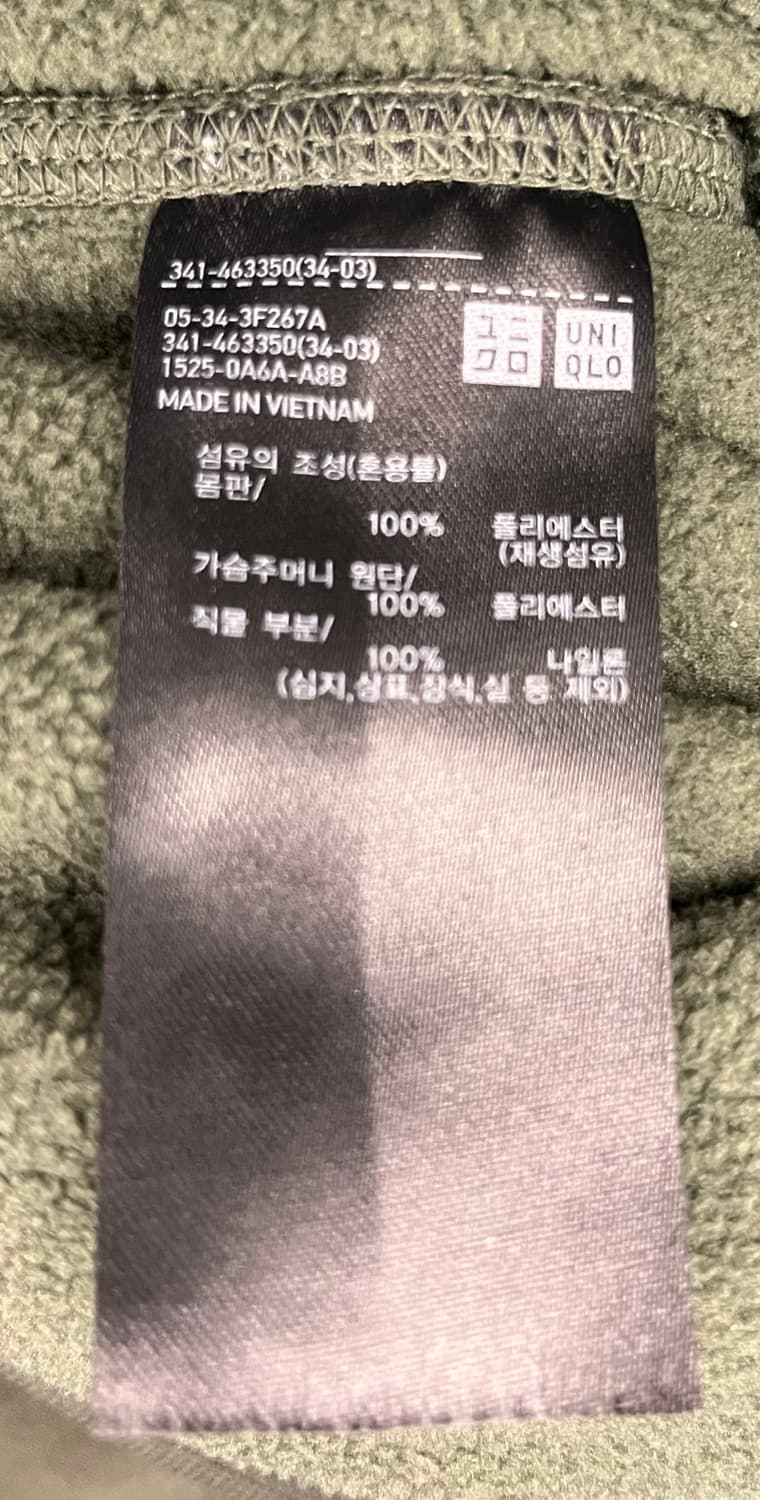 341-463350(34-03)
05-34-3F267A
341-463350(34-03)
1525-0A6A-A8B
MADE IN VIETNAM
ユニ
クロ
UNI
QLO
섬유의 조성(혼용률)
몸판/
100% 폴리에스터
(재생섬유)
가슴주머니 원단/
100% 폴리에스터
직물 부분/
100% 나일론
(심지,상표,장식,실 등 제외)